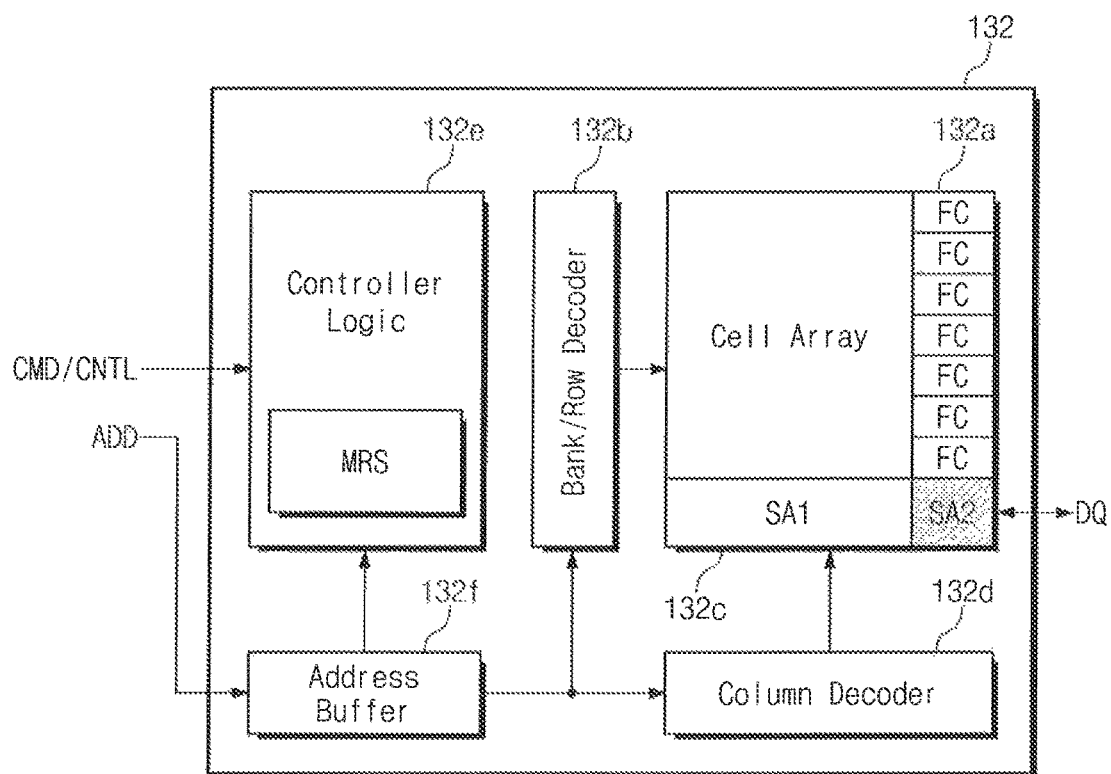 132
132e
132b
132a
Controller
Logic
MRS
Bank/Row Decoder
Cell Array
FC
FC
FC
FC
FC
FC
FC
SA1
SA2
CMD/CNTL
ADD
DQ
132f
132c
132d
Address
Buffer
Column Decoder